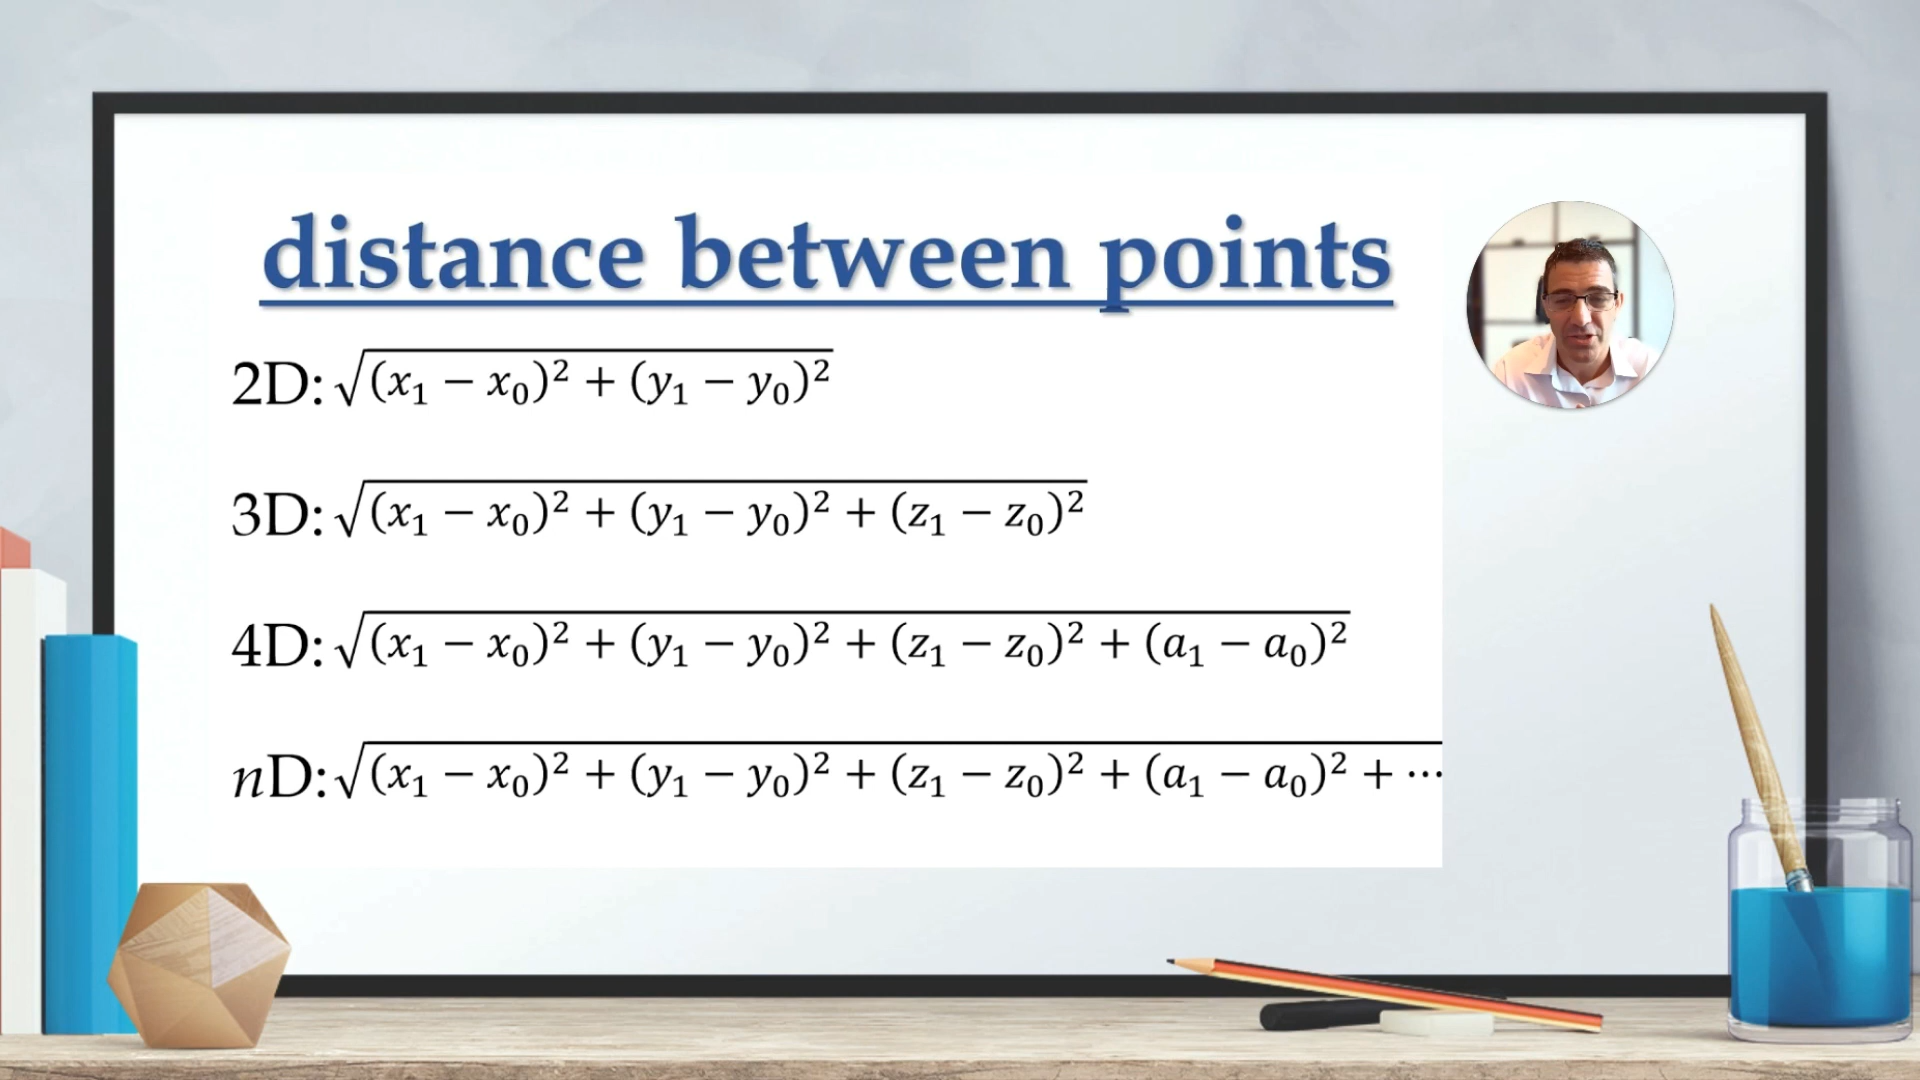 distance between points
2D: √(x₁ − x₀)² + (y₁ − y₀)²
3D: √(x₁ − x₀)² + (y₁ − y₀)² + (z₁ − z₀)²
4D: √(x₁ − x₀)² + (y₁ − y₀)² + (z₁ − z₀)² + (a₁ − a₀)²
nD: √(x₁ − x₀)² + (y₁ − y₀)² + (z₁ − z₀)² + (a₁ − a₀)² + ⋯